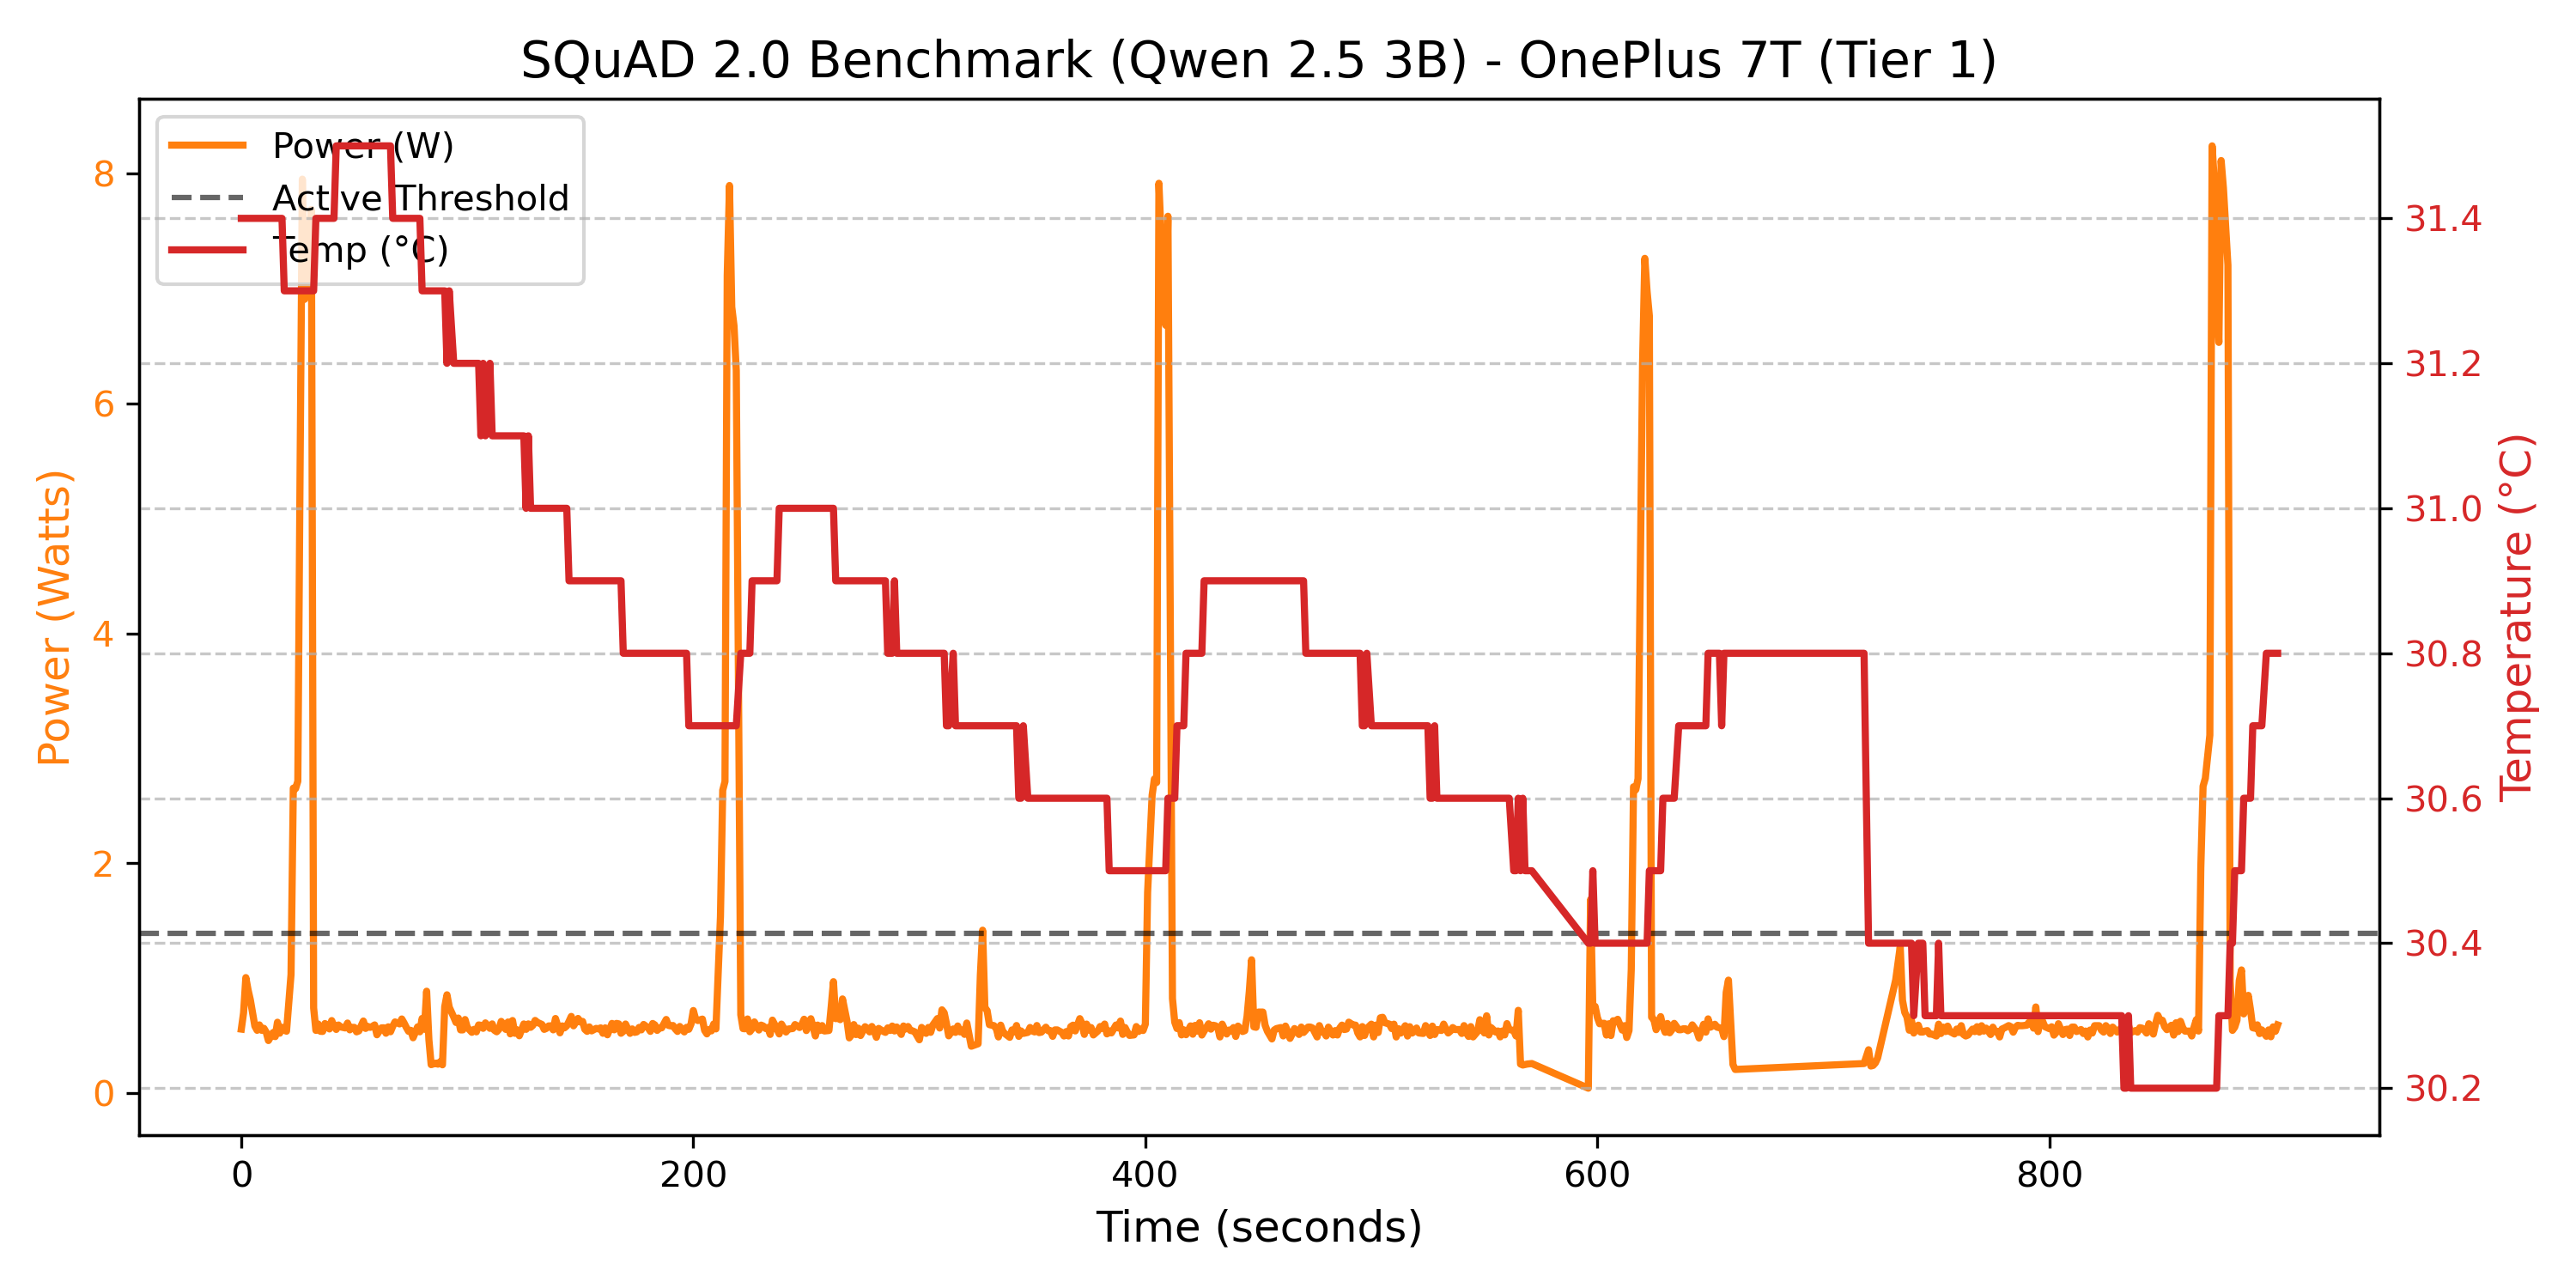 SQuAD 2.0 Benchmark (Qwen 2.5 3B) - OnePlus 7T (Tier 1)
Power (W)
Active Threshold
Temp (°C)
8
6
4
2
0
Power (Watts)
31.4
31.2
31.0
30.8
30.6
30.4
30.2
Temperature (°C)
0 200 400 600 800
Time (seconds)